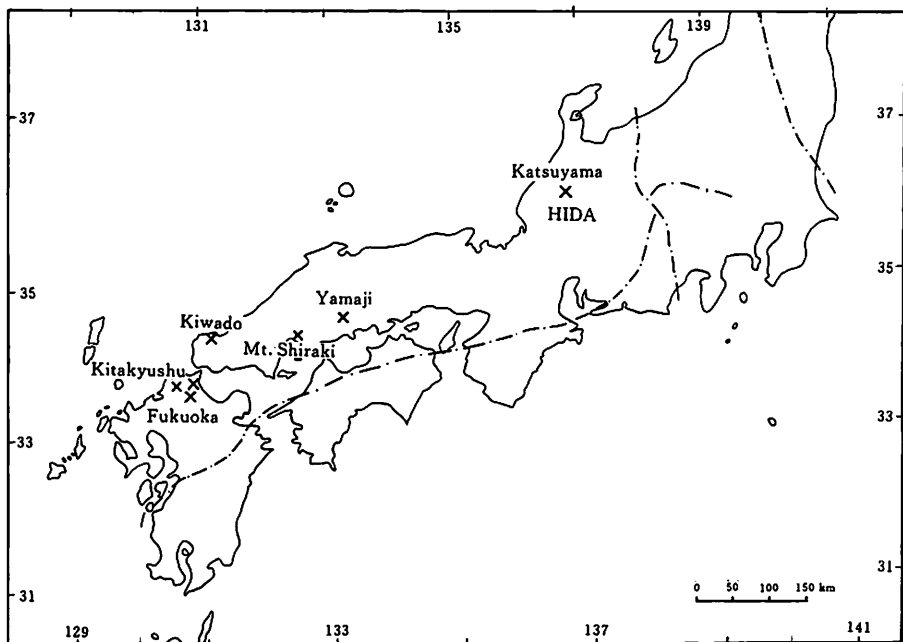 131 135 139
37 37
Katsuyama
HIDA
35 35
Yamaji
Kiwado
Mt. Shiraki
Kitakyushu
Fukuoka
33 33
31 31
0 50 100 150 km
129 133 137 141